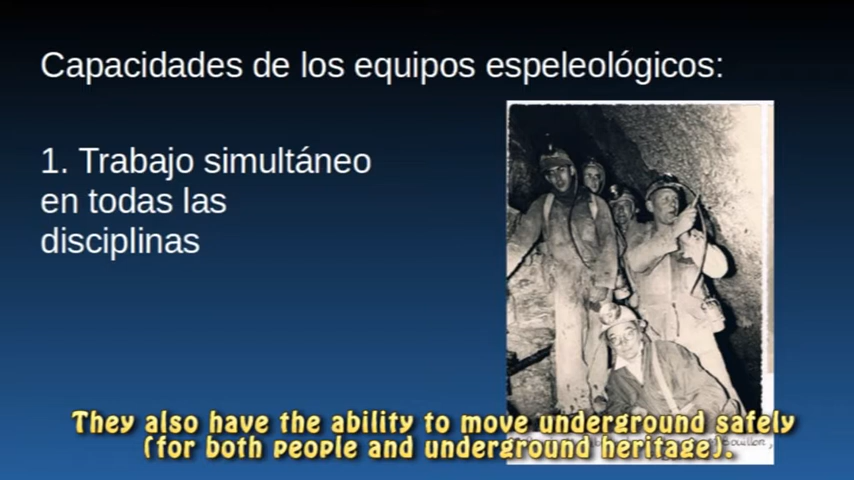 Capacidades de los equipos espeleológicos:
1. Trabajo simultáneo
en todas las
disciplinas
They also have the ability to move underground safely
(for both people and underground heritage).
Bouillon,